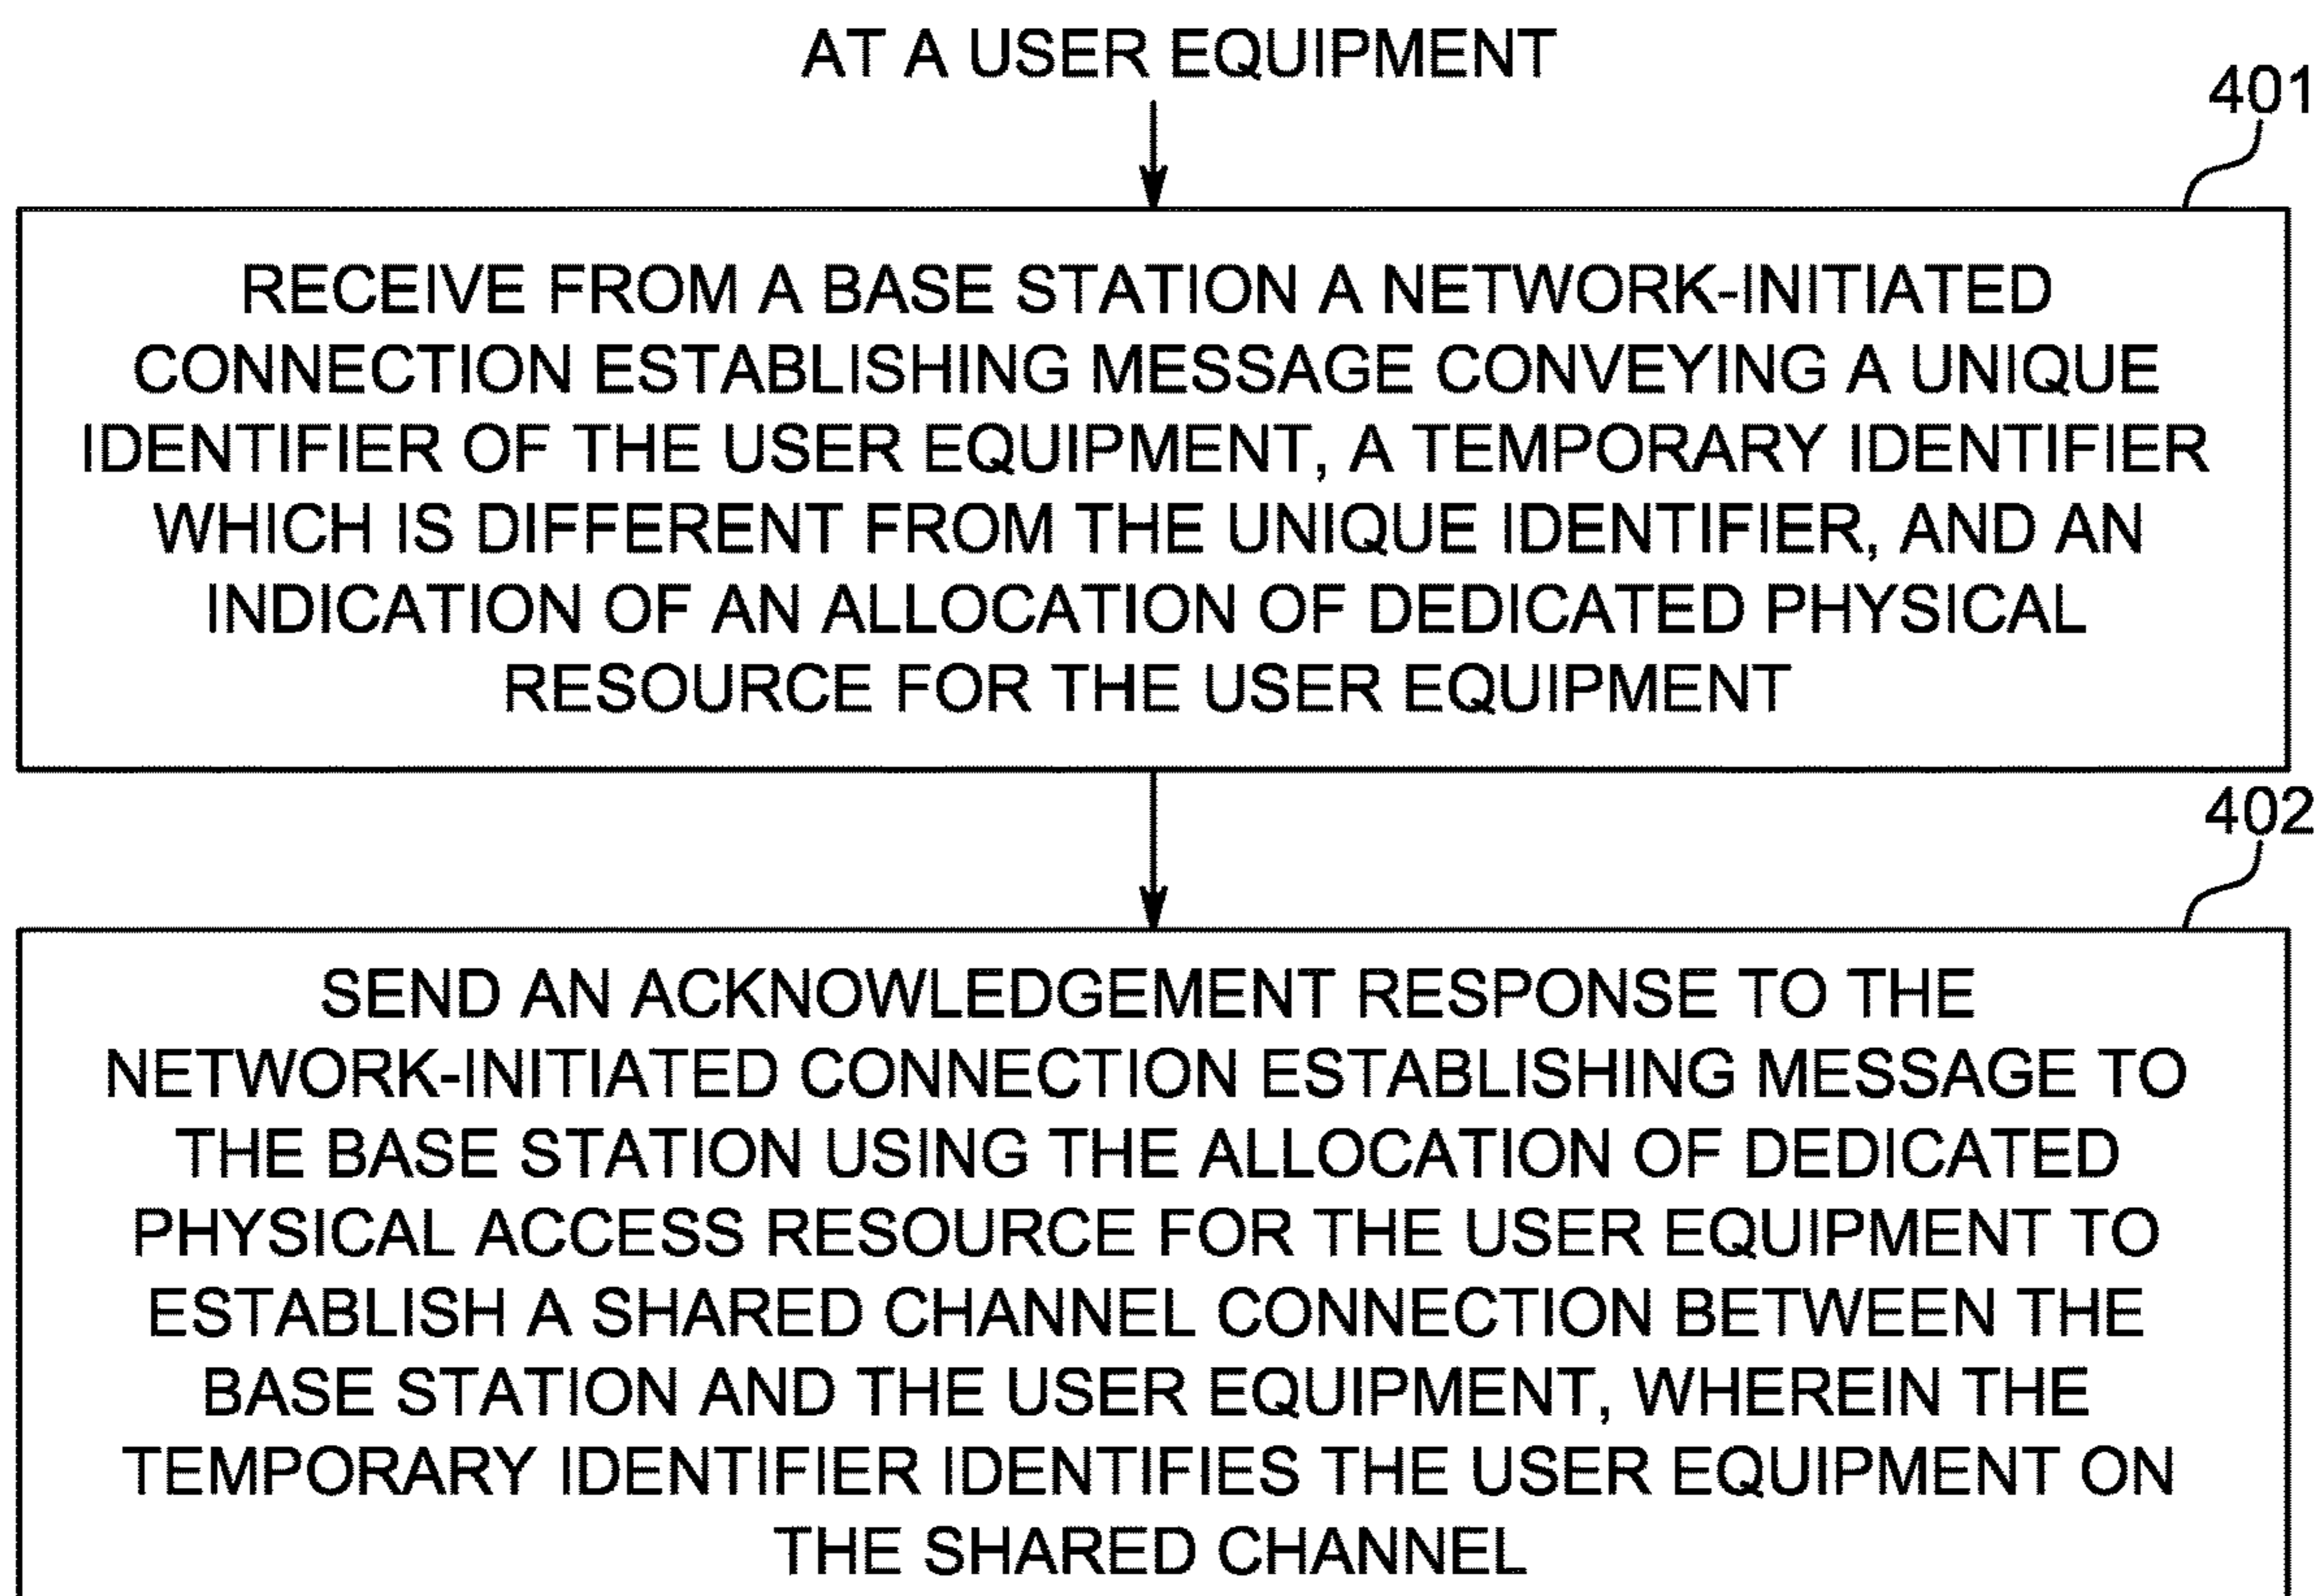 AT A USER EQUIPMENT
401
RECEIVE FROM A BASE STATION A NETWORK-INITIATED
CONNECTION ESTABLISHING MESSAGE CONVEYING A UNIQUE
IDENTIFIER OF THE USER EQUIPMENT, A TEMPORARY IDENTIFIER
WHICH IS DIFFERENT FROM THE UNIQUE IDENTIFIER, AND AN
INDICATION OF AN ALLOCATION OF DEDICATED PHYSICAL
RESOURCE FOR THE USER EQUIPMENT
402
SEND AN ACKNOWLEDGEMENT RESPONSE TO THE
NETWORK-INITIATED CONNECTION ESTABLISHING MESSAGE TO
THE BASE STATION USING THE ALLOCATION OF DEDICATED
PHYSICAL ACCESS RESOURCE FOR THE USER EQUIPMENT TO
ESTABLISH A SHARED CHANNEL CONNECTION BETWEEN THE
BASE STATION AND THE USER EQUIPMENT, WHEREIN THE
TEMPORARY IDENTIFIER IDENTIFIES THE USER EQUIPMENT ON
THE SHARED CHANNEL